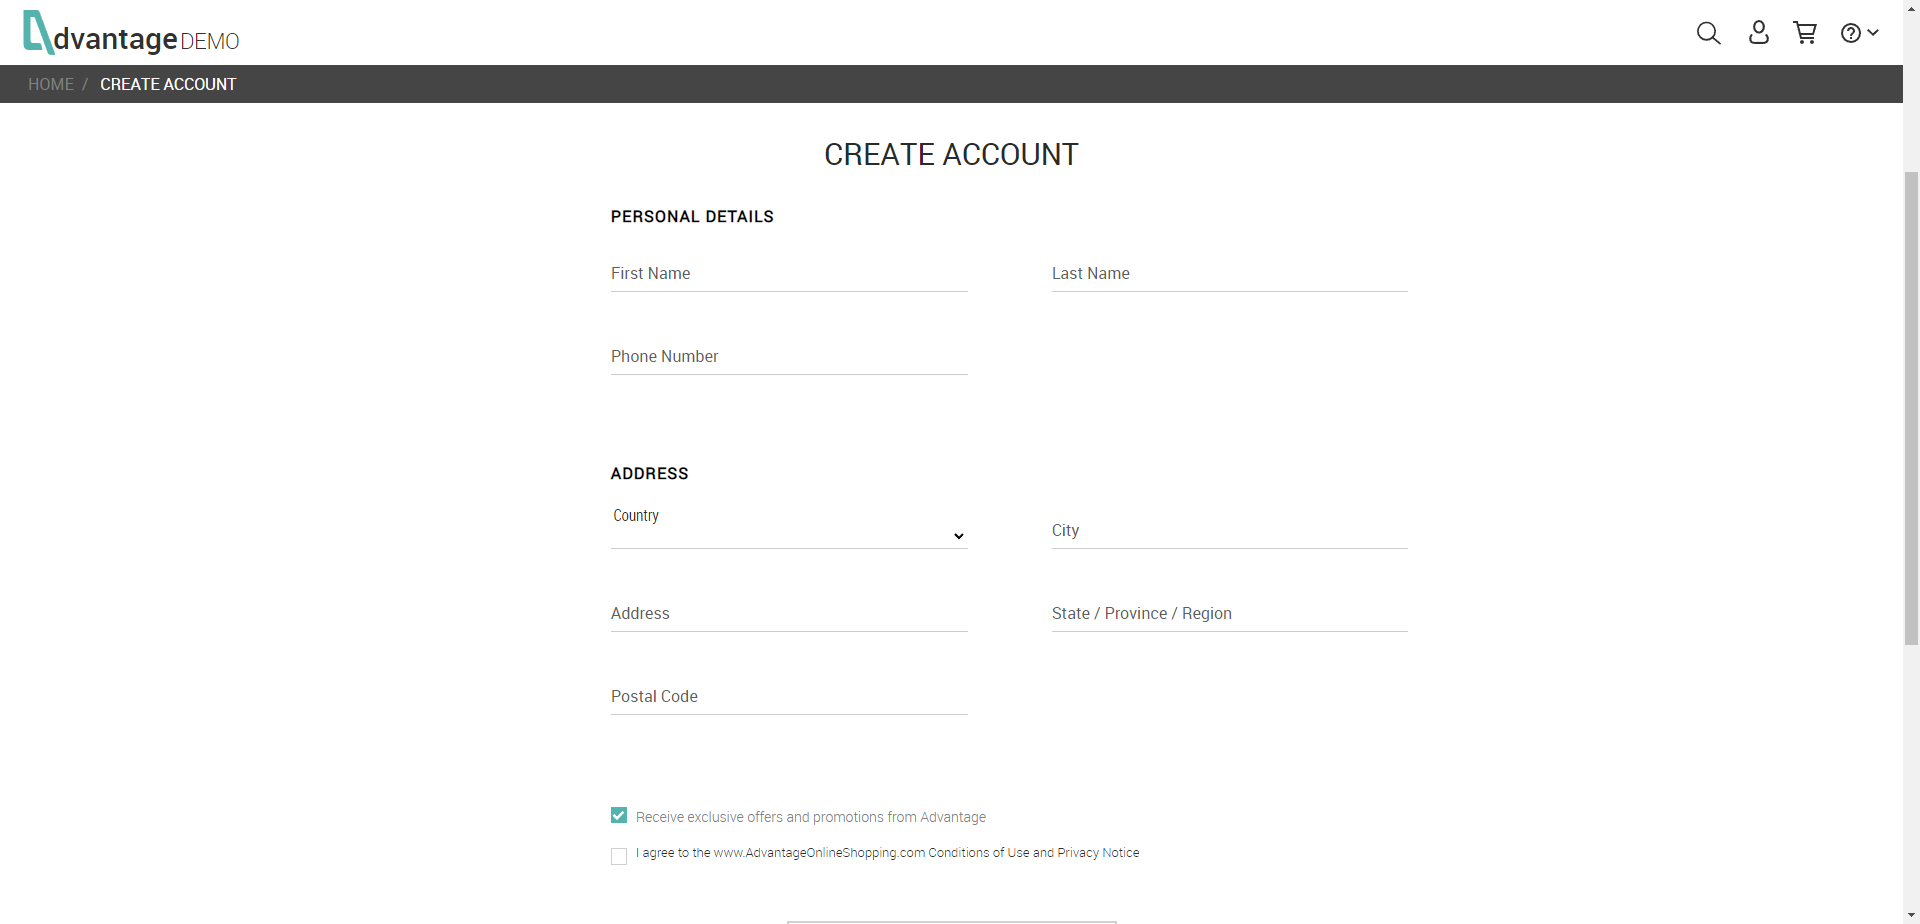 dvantage DEMO
HOME / CREATE ACCOUNT
CREATE ACCOUNT
PERSONAL DETAILS
First Name
Last Name
Phone Number
ADDRESS
Country
City
Address
State / Province / Region
Postal Code
Receive exclusive offers and promotions from Advantage
I agree to the www.AdvantageOnlineShopping.com Conditions of Use and Privacy Notice